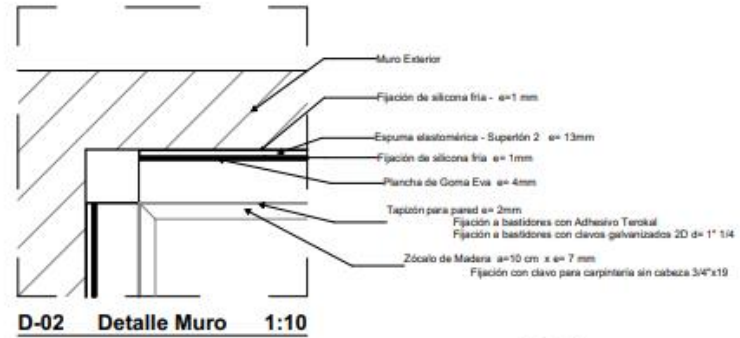 Muro Exterior
Fijación de silicona fria - e=1 mm
Espuma elastomérica - Superlón 2 e= 13mm
Fijación de silicona fria e= 1mm
Plancha de Goma Eva e= 4mm
Tapizón para pared e= 2mm
Fijación a bastidores con Adhesivo Terokal
Fijación a bastidores con clavos galvanizados 2D d= 1" 1/4
Zócalo de Madera a=10 cm x e= 7 mm
Fijación con clavo para carpintería sin cabeza 3/4"x19
D-02 Detalle Muro 1:10